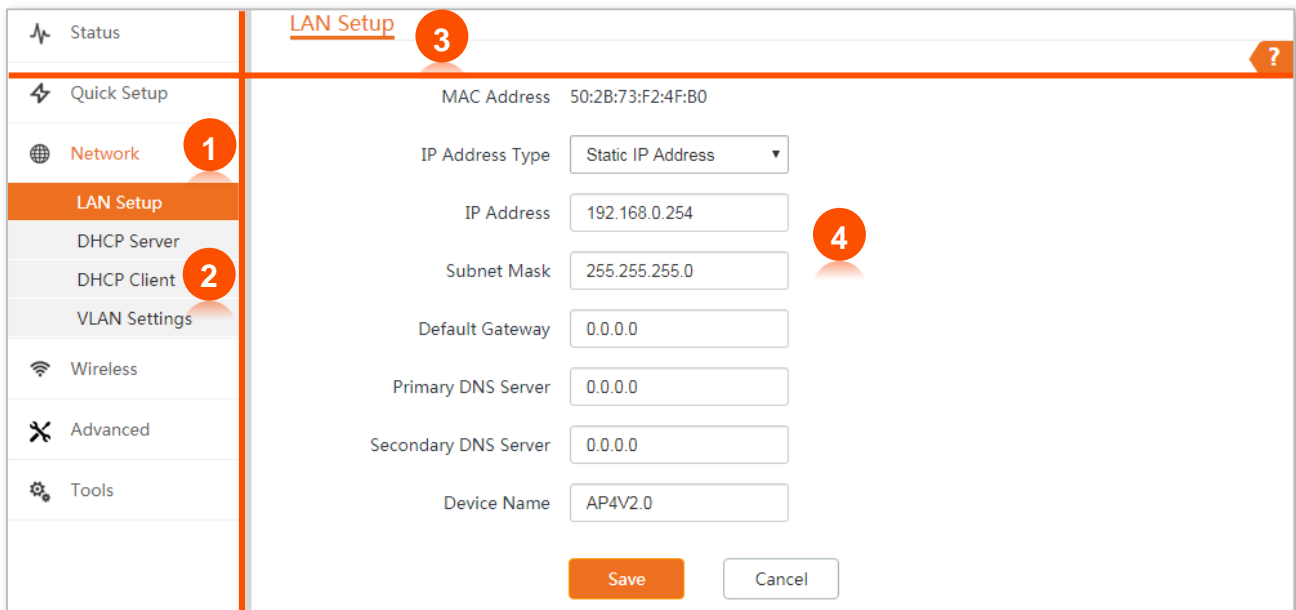 Status
Quick Setup
Network
1
LAN Setup
DHCP Server
DHCP Client
2
VLAN Settings
Wireless
Advanced
Tools
LAN Setup
3
?
MAC Address 50:2B:73:F2:4F:B0
IP Address Type Static IP Address
IP Address 192.168.0.254
4
Subnet Mask 255.255.255.0
Default Gateway 0.0.0.0
Primary DNS Server 0.0.0.0
Secondary DNS Server 0.0.0.0
Device Name AP4V2.0
Save Cancel